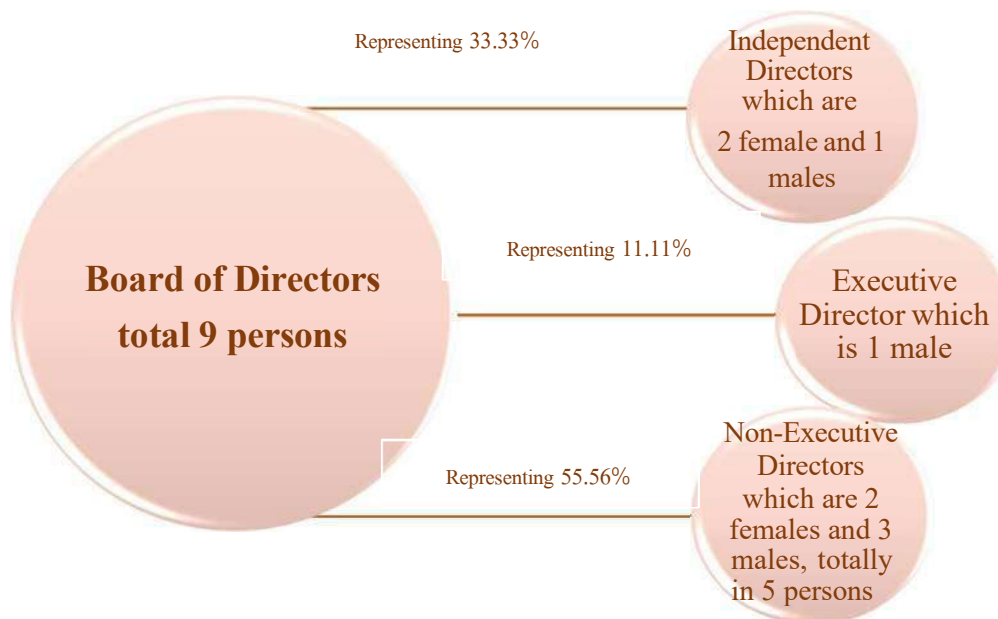 Representing 33.33%
Independent
Directors
which are
2 female and 1
males
Board of Directors
total 9 persons
Representing 11.11%
Executive
Director which
is 1 male
Representing 55.56%
Non-Executive
Directors
which are 2
females and 3
males, totally
in 5 persons